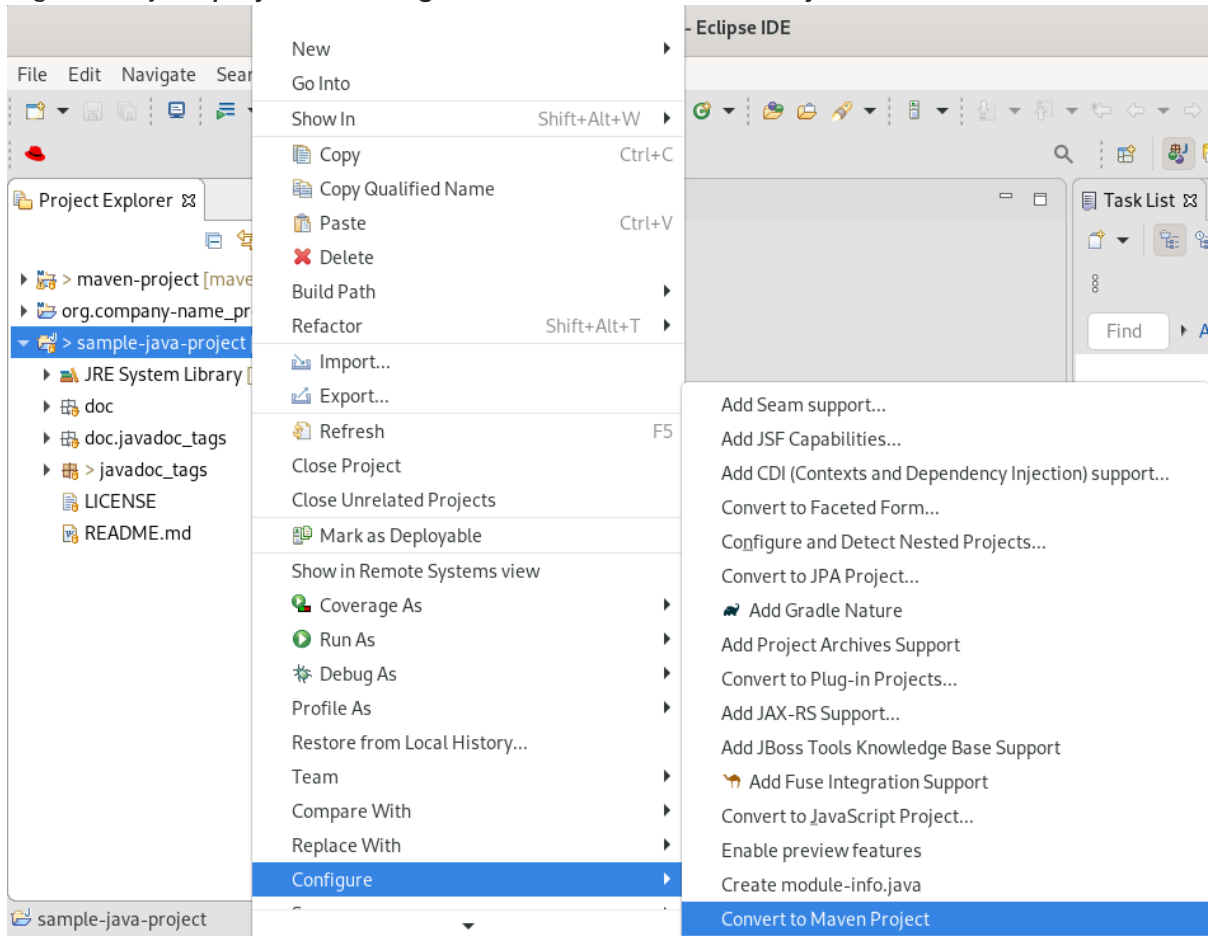 - Eclipse IDE
File Edit Navigate Sear
Project Explorer
> maven-project [mave
> org.company-name_pr
> sample-java-project
JRE System Library [
doc
doc.javadoc_tags
> javadoc_tags
LICENSE
README.md
sample-java-project
New
Go Into
Show In Shift+Alt+W
Copy Ctrl+C
Copy Qualified Name
Paste Ctrl+V
Delete
Build Path
Refactor Shift+Alt+T
Import...
Export...
Refresh F5
Close Project
Close Unrelated Projects
Mark as Deployable
Show in Remote Systems view
Coverage As
Run As
Debug As
Profile As
Restore from Local History...
Team
Compare With
Replace With
Configure
Task List
Find
Add Seam support...
Add JSF Capabilities...
Add CDI (Contexts and Dependency Injection) support...
Convert to Faceted Form...
Configure and Detect Nested Projects...
Convert to JPA Project...
Add Gradle Nature
Add Project Archives Support
Convert to Plug-in Projects...
Add JAX-RS Support...
Add JBoss Tools Knowledge Base Support
Add Fuse Integration Support
Convert to JavaScript Project...
Enable preview features
Create module-info.java
Convert to Maven Project